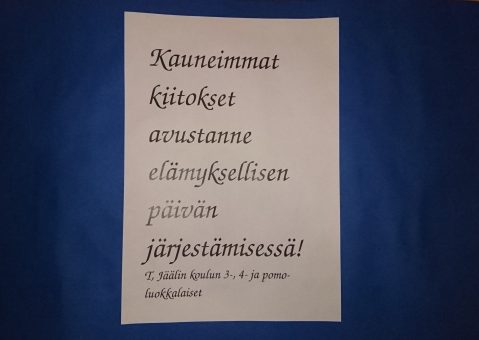 Kauneimmat
kiitokset
avustanne
elämyksellisen
päivän
järjestämisessä!
T, Jäälin koulun 3-, 4- ja pomo-
luokkalaiset